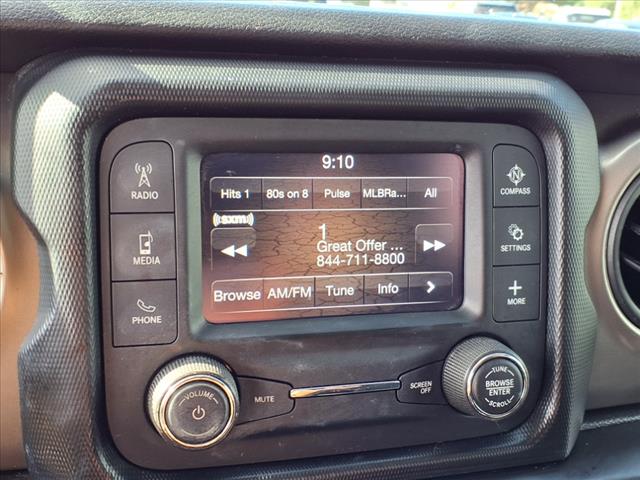 9:10
Hits 1 80s on 8 Pulse MLBRa... All
((sxm))
1
Great Offer ...
844-711-8800
Browse AM/FM Tune Info
RADIO
MEDIA
PHONE
N
COMPASS
SETTINGS
+
MORE
VOLUME
MUTE
SCREEN
OFF
TUNE
BROWSE
ENTER
SCROLL